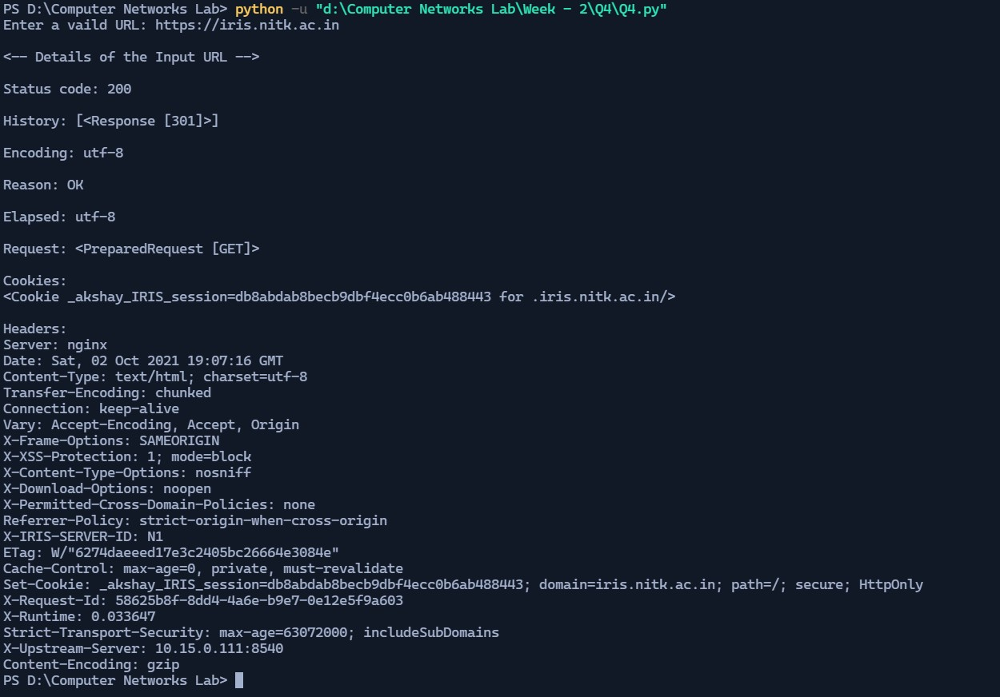 PS D:\Computer Networks Lab> python -u "d:\Computer Networks Lab\Week - 2\Q4\Q4.py"
Enter a vaild URL: https://iris.nitk.ac.in
<-- Details of the Input URL -->
Status code: 200
History: [<Response [301]>]
Encoding: utf-8
Reason: OK
Elapsed: utf-8
Request: <PreparedRequest [GET]>
Cookies:
<Cookie _akshay_IRIS_session=db8abdab8becb9dbf4ecc0b6ab488443 for .iris.nitk.ac.in/>
Headers:
Server: nginx
Date: Sat, 02 Oct 2021 19:07:16 GMT
Content-Type: text/html; charset=utf-8
Transfer-Encoding: chunked
Connection: keep-alive
Vary: Accept-Encoding, Accept, Origin
X-Frame-Options: SAMEORIGIN
X-XSS-Protection: 1; mode=block
X-Content-Type-Options: nosniff
X-Download-Options: noopen
X-Permitted-Cross-Domain-Policies: none
Referrer-Policy: strict-origin-when-cross-origin
X-IRIS-SERVER-ID: N1
ETag: W/"6274daeeed17e3c2405bc26664e3084e"
Cache-Control: max-age=0, private, must-revalidate
Set-Cookie: _akshay_IRIS_session=db8abdab8becb9dbf4ecc0b6ab488443; domain=iris.nitk.ac.in; path=/; secure; HttpOnly
X-Request-Id: 58625b8f-8dd4-4a6e-b9e7-0e12e5f9a603
X-Runtime: 0.033647
Strict-Transport-Security: max-age=63072000; includeSubDomains
X-Upstream-Server: 10.15.0.111:8540
Content-Encoding: gzip
PS D:\Computer Networks Lab>